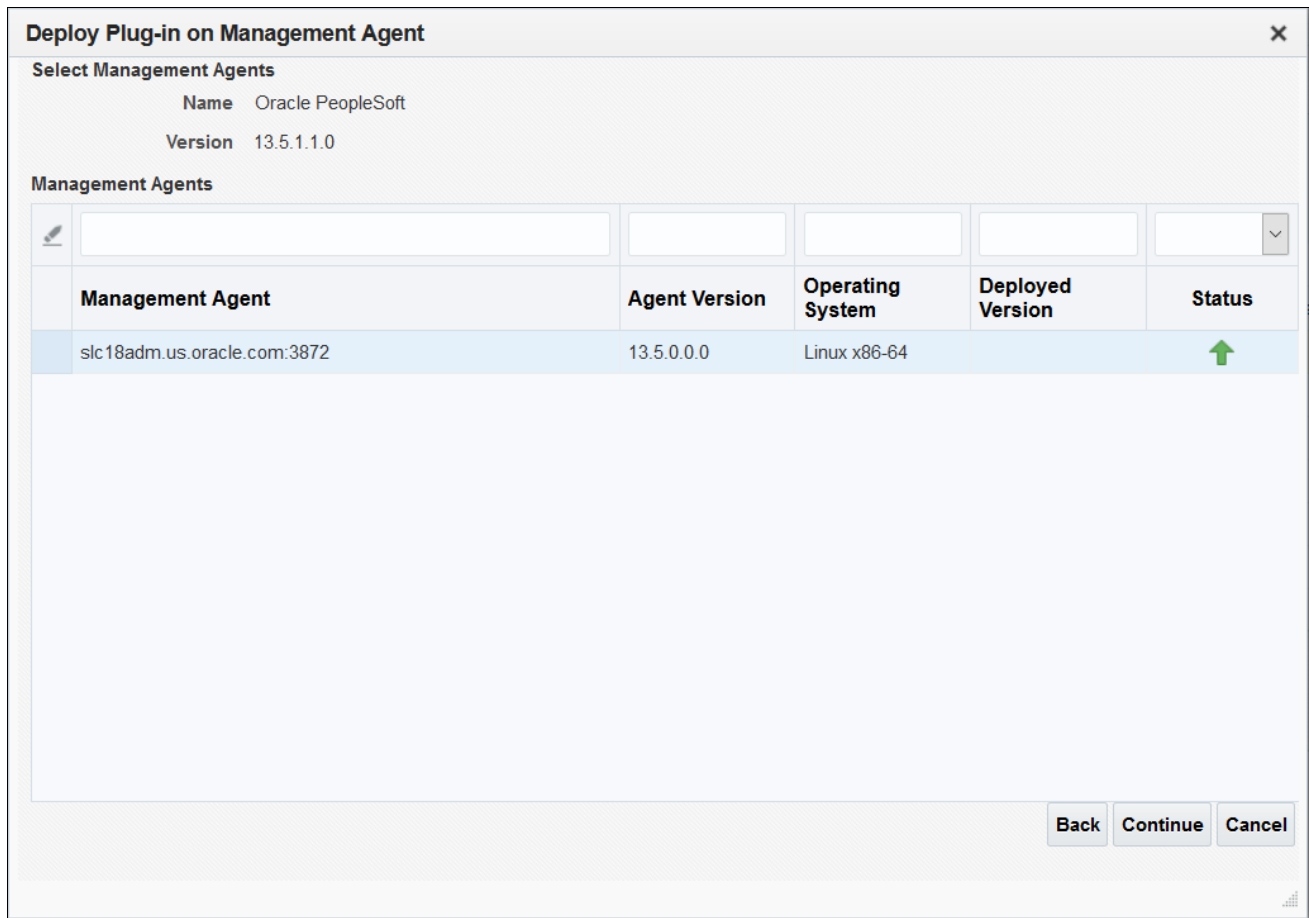 Deploy Plug-in on Management Agent
Select Management Agents
Name Oracle PeopleSoft
Version 13.5.1.1.0
Management Agents
Management Agent Agent Version Operating System Deployed Version Status
slc18adm.us.oracle.com:3872 13.5.0.0.0 Linux x86-64
Back Continue Cancel